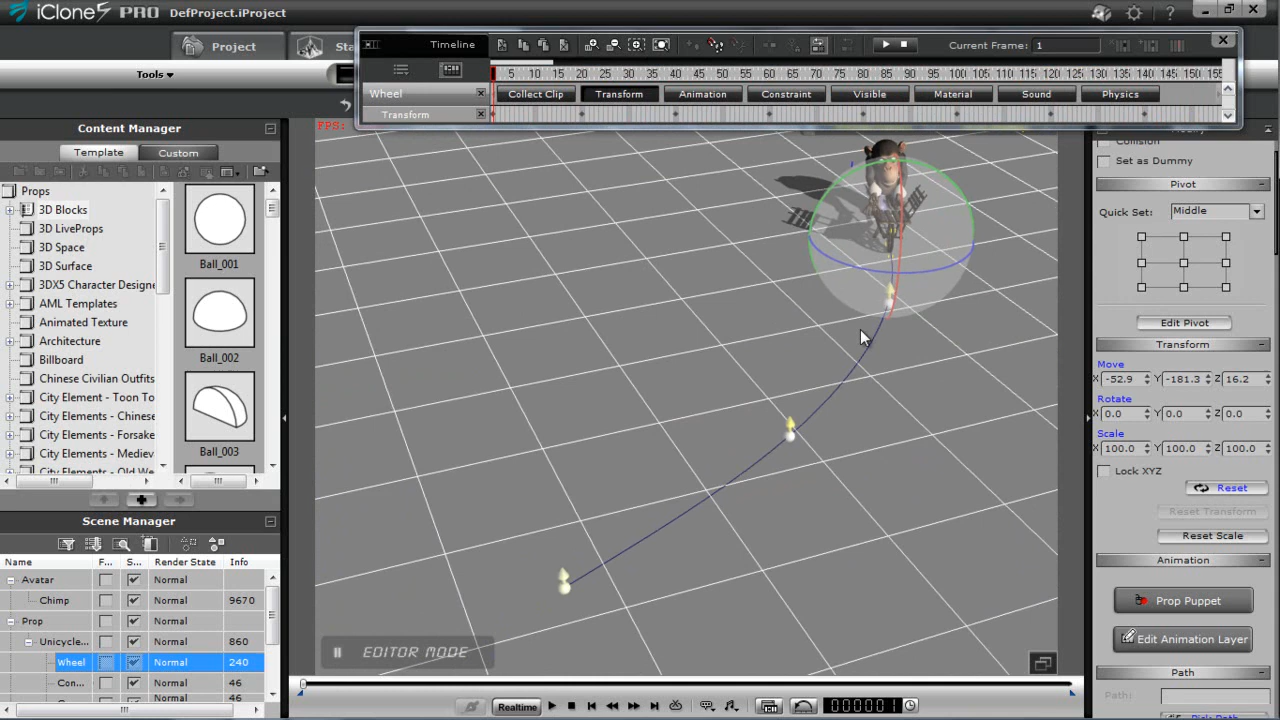 iClone5 PRO DefProject.iProject
Project Sta
Timeline Current Frame: 1
Tools
5 10 15 20 25 30 35 40 45 50 55 60 65 70 75 80 85 90 95 100 105 110 115 120 125 130 135 140 145 150 155
Wheel Collect Clip Transform Animation Constraint Visible Material Sound Physics
Transform
FPS:
Content Manager
Template Custom
Props
3D Blocks
3D LiveProps
3D Space
3D Surface
3DX5 Character Desig
AML Templates
Animated Texture
Architecture
Billboard
Chinese Civilian Outfits
City Element - Toon To
City Elements - Chinese
City Elements - Forsake
City Elements - Mediev
City Elements - Old We
Ball_001
Ball_002
Ball_003
Scene Manager
Name F... S... Render State Info
Avatar Normal
Chimp Normal 9670
Prop Normal
Unicycle... Normal 860
Wheel Normal 240
Con... Normal 46
Normal 46
EDITOR MODE
Realtime 000001
Modify
Collision
Set as Dummy
Pivot
Quick Set: Middle
Edit Pivot
Transform
Move
X -52.9 Y -181.3 Z 16.2
Rotate
X 0.0 Y 0.0 Z 0.0
Scale
X 100.0 Y 100.0 Z 100.0
Lock XYZ
Reset
Reset Transform
Reset Scale
Animation
Prop Puppet
Edit Animation Layer
Path
Path:
Pick Path